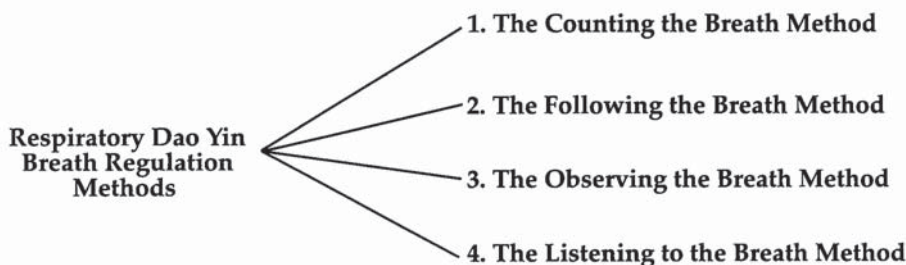 1. The Counting the Breath Method
2. The Following the Breath Method
Respiratory Dao Yin
Breath Regulation
Methods
3. The Observing the Breath Method
4. The Listening to the Breath Method